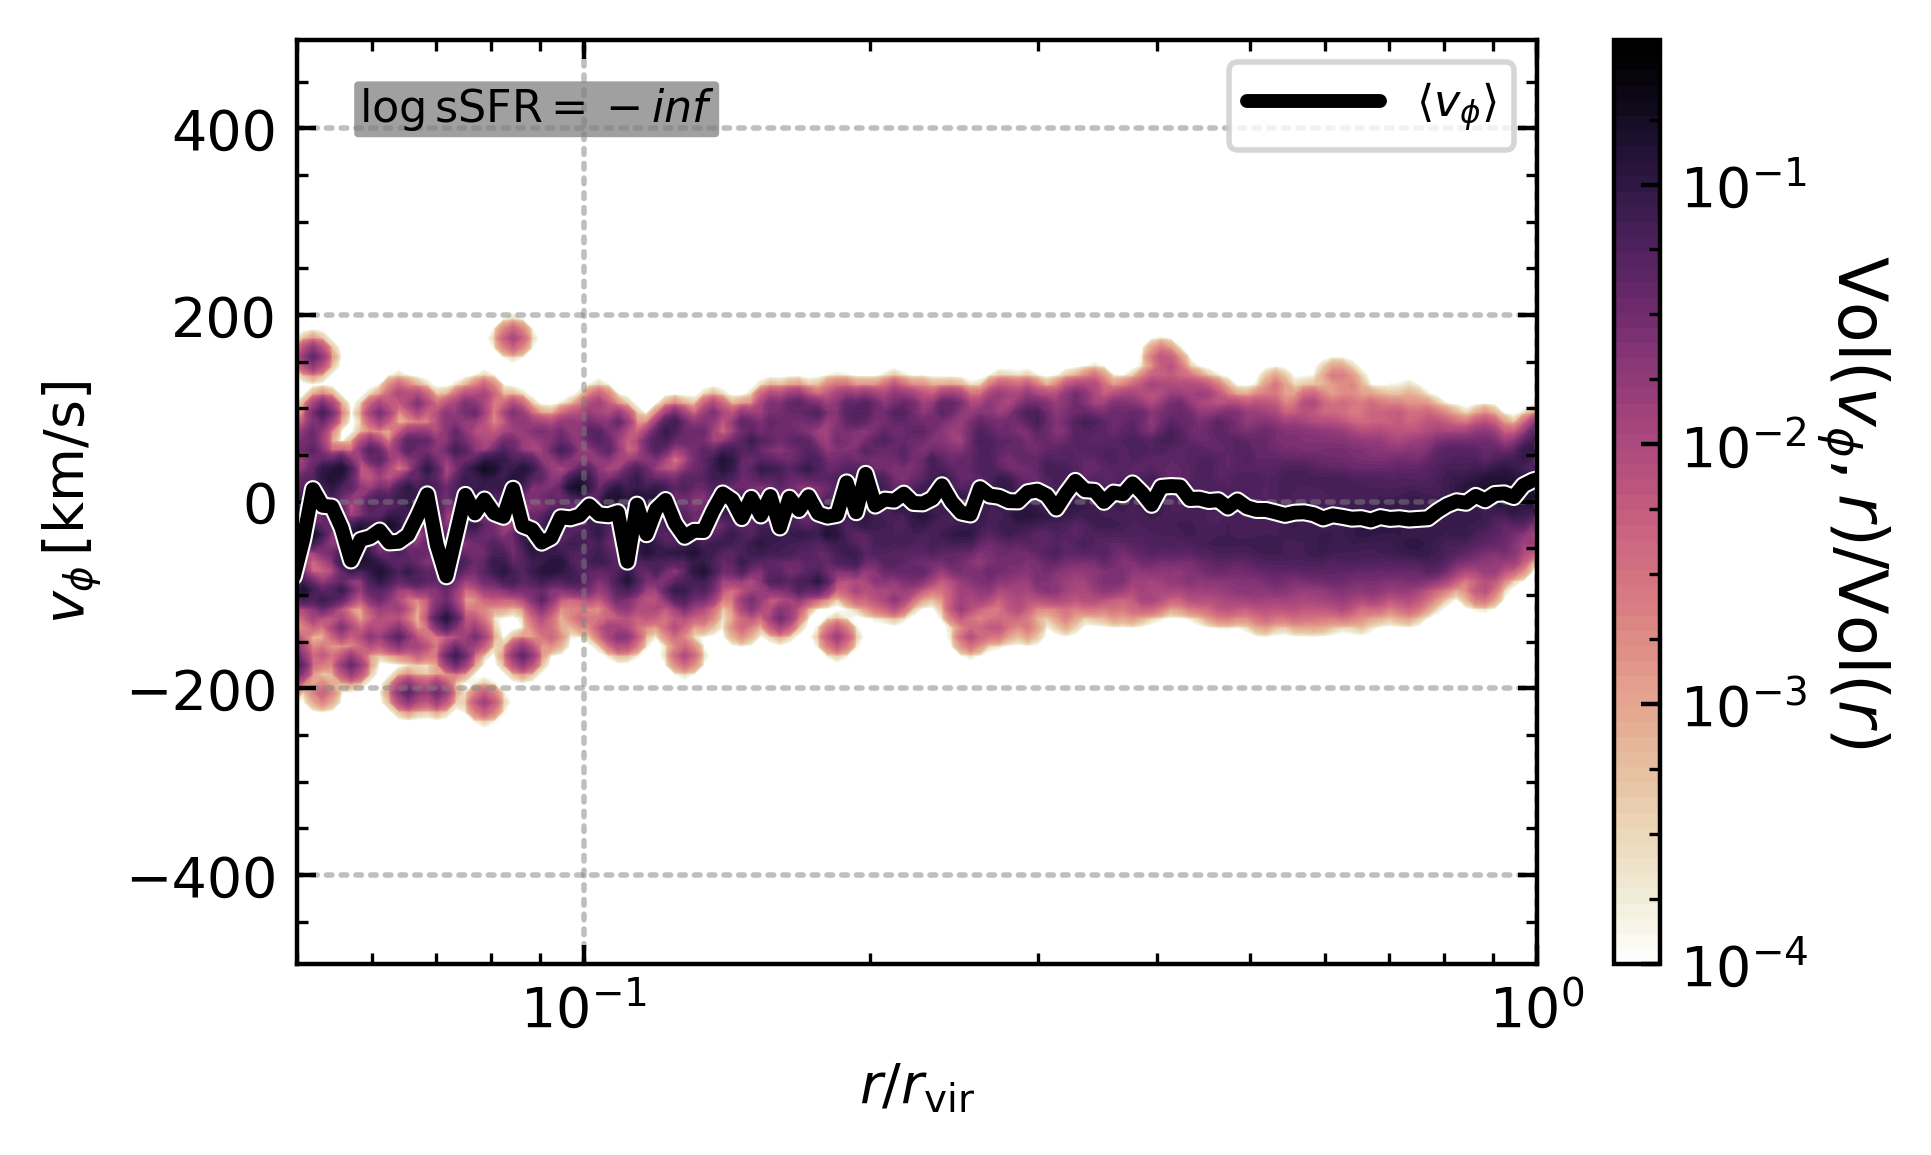 log sSFR = −inf
⟨v_ϕ⟩
v_ϕ [km/s]
400
200
0
−200
−400
10^{−1}
10^{0}
r/r_vir
10^{−1}
10^{−2}
10^{−3}
10^{−4}
Vol(v_ϕ, r)/Vol(r)